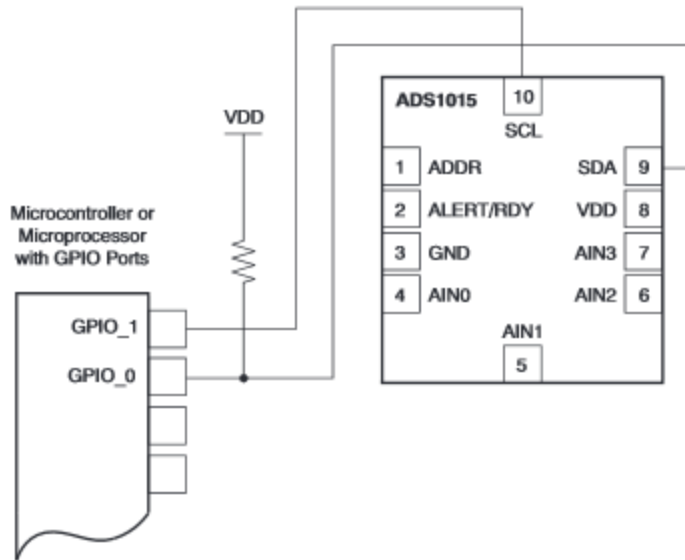 VDD
Microcontroller or
Microprocessor
with GPIO Ports
GPIO_1
GPIO_0
ADS1015
10
SCL
1 ADDR
SDA 9
2 ALERT/RDY
VDD 8
3 GND
AIN3 7
4 AIN0
AIN2 6
AIN1
5